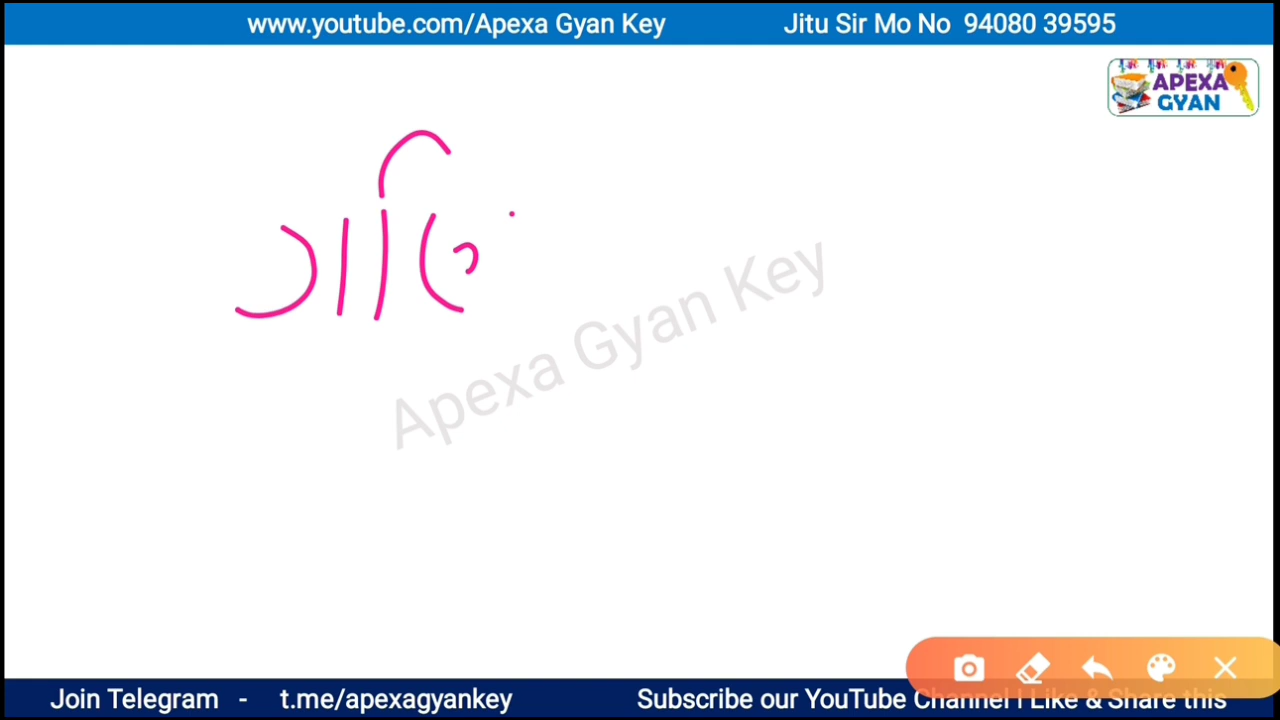 www.youtube.com/Apexa Gyan Key Jitu Sir Mo No 94080 39595
APEXA
GYAN
Apexa Gyan Key
Join Telegram - t.me/apexagyankey Subscribe our YouTube Channel | Like & Share this